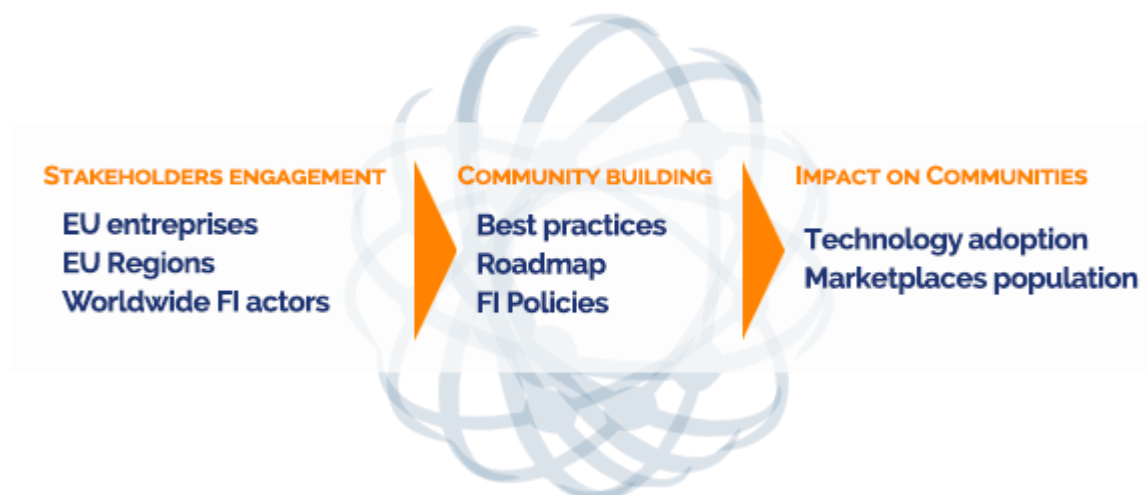 STAKEHOLDERS ENGAGEMENT
EU entreprises
EU Regions
Worldwide FI actors
COMMUNITY BUILDING
Best practices
Roadmap
FI Policies
IMPACT ON COMMUNITIES
Technology adoption
Marketplaces population